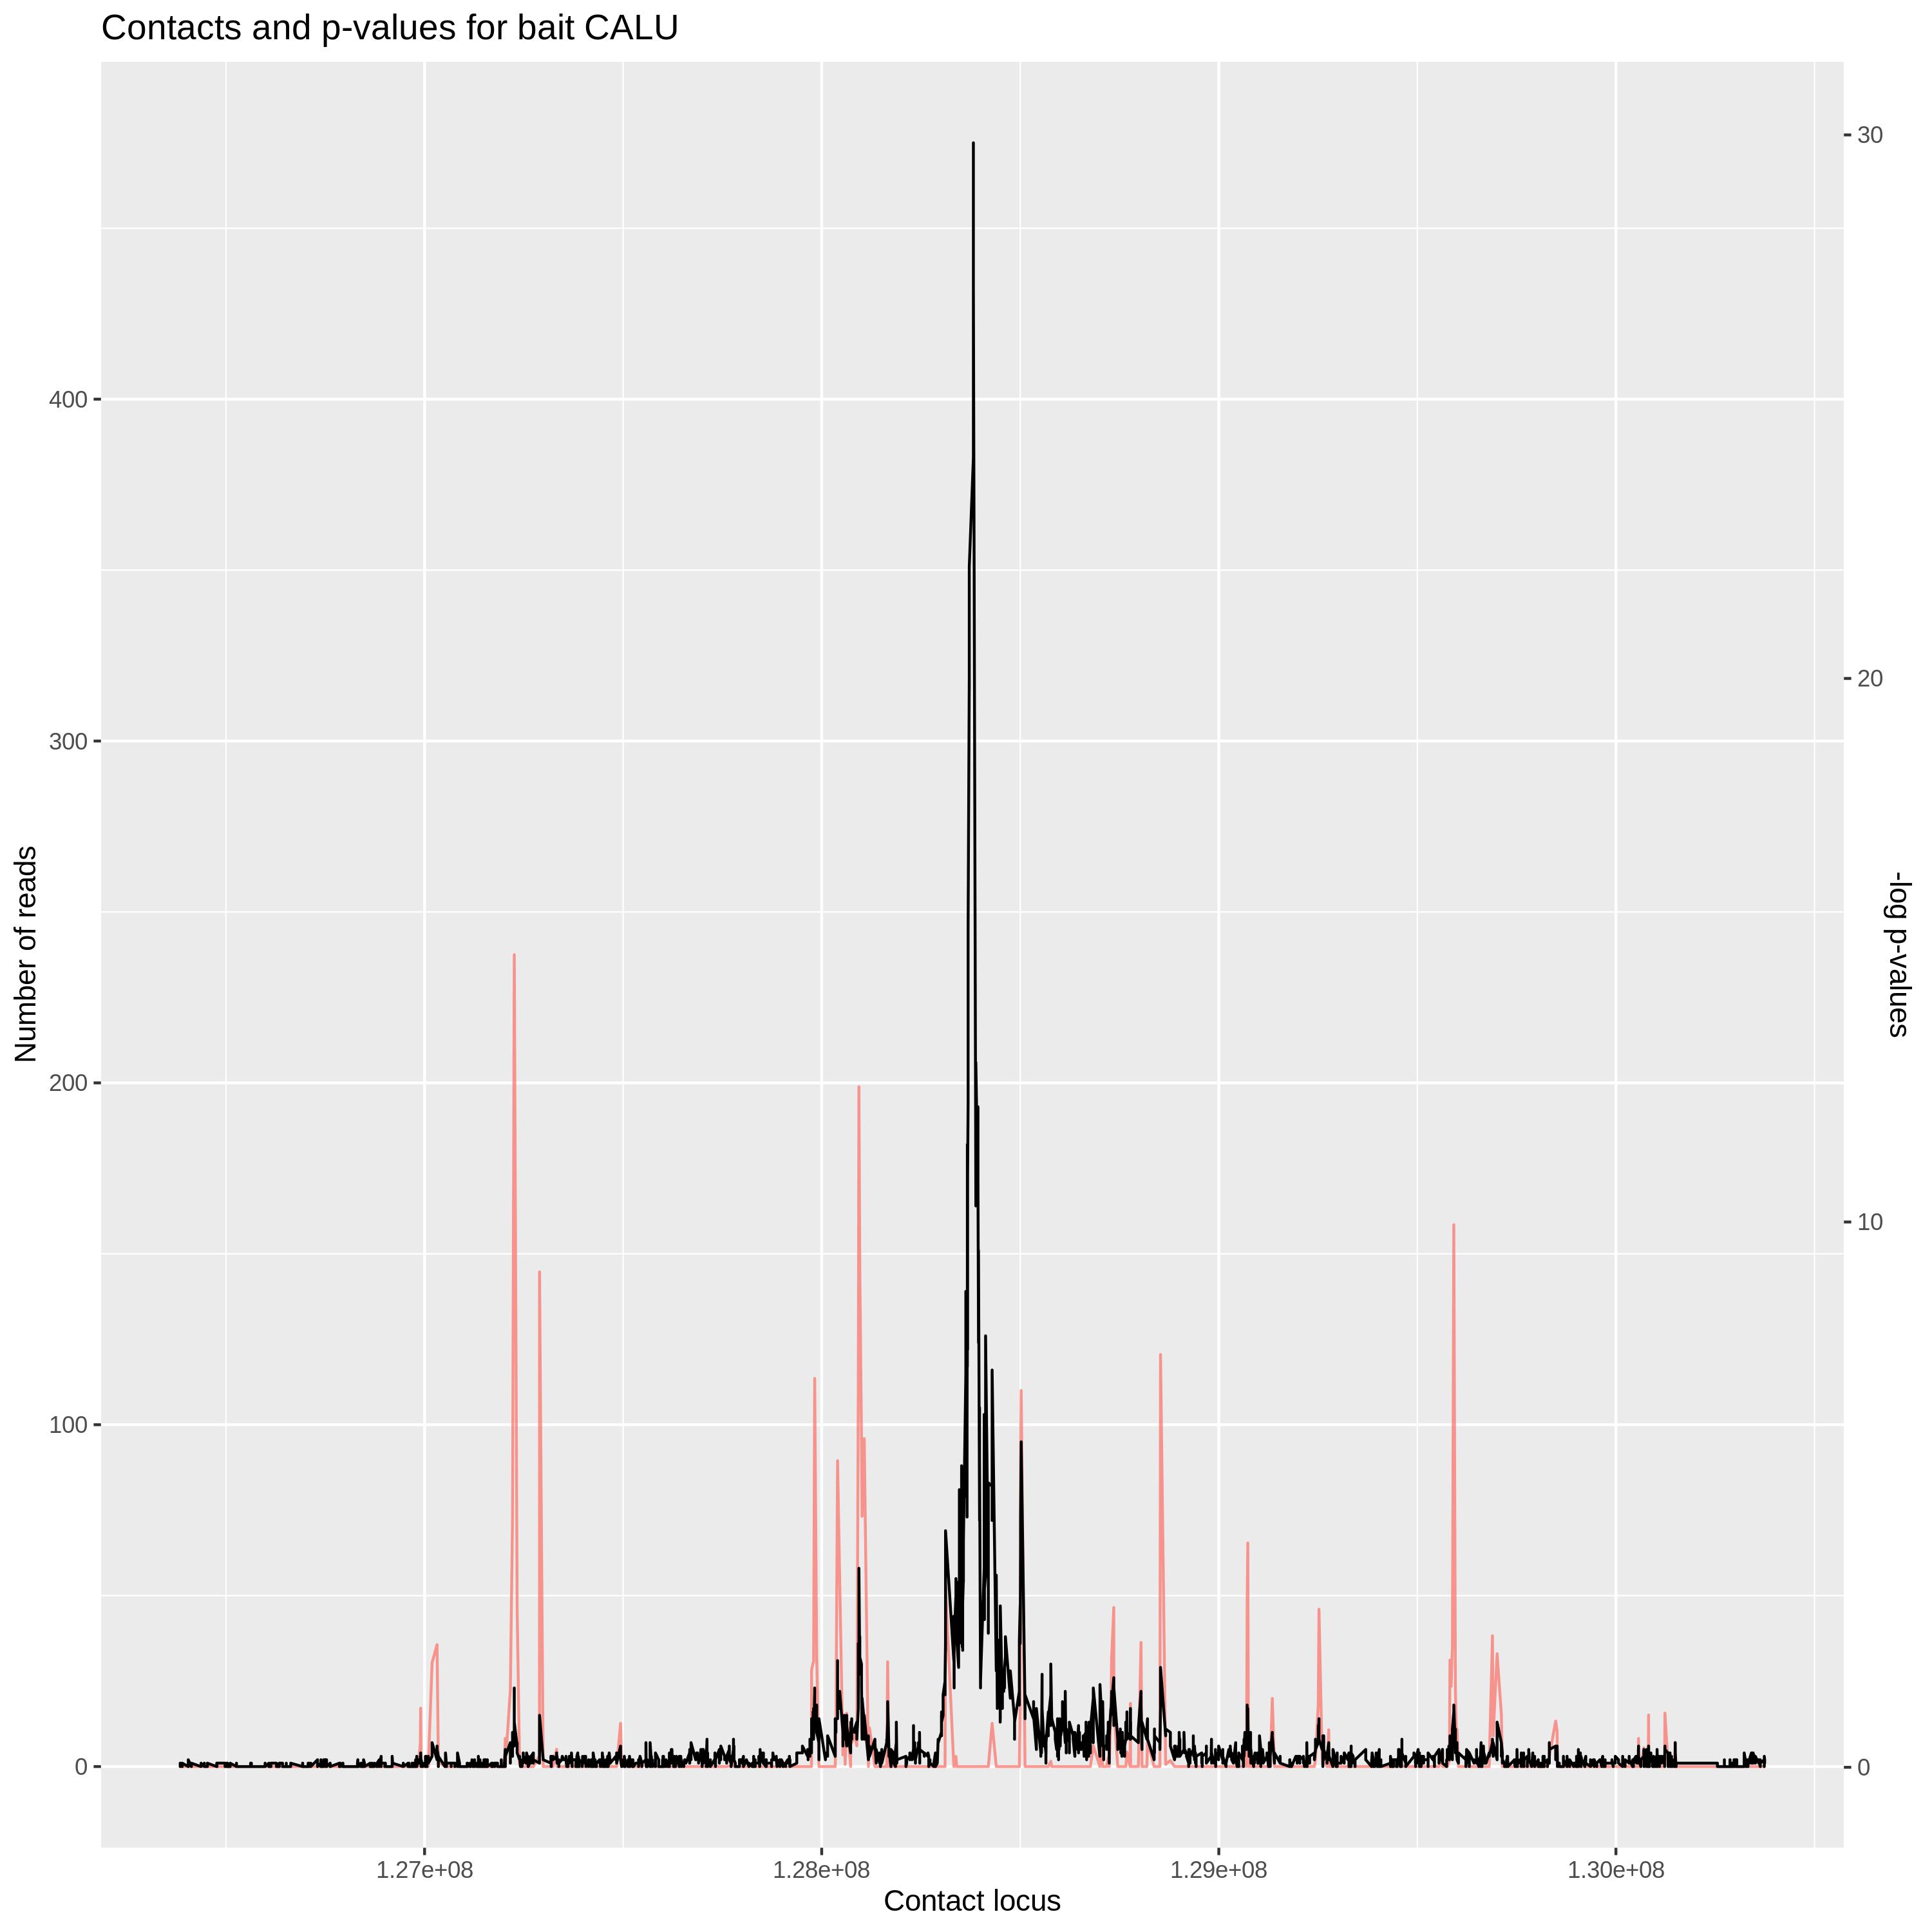 Contacts and p-values for bait CALU
Number of reads
400
300
200
100
0
30
20
10
0
-log p-values
1.27e+08
1.28e+08
1.29e+08
1.30e+08
Contact locus